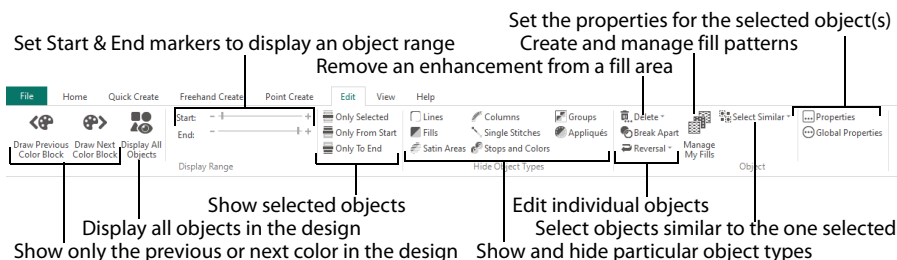 Set the properties for the selected object(s)
Set Start & End markers to display an object range
Create and manage fill patterns
Remove an enhancement from a fill area
File Home Quick Create Freehand Create Point Create Edit View Help
Start: - + Only Selected Lines Columns Groups Delete Select Similar Properties
End: - + Only From Start Fills Single Stitches Appliqués Break Apart Global Properties
Only To End Satin Areas Stops and Colors Reversal
Draw Previous Color Block
Draw Next Color Block
Display All Objects
Manage My Fills
Display Range Hide Object Types Object
Show selected objects
Edit individual objects
Display all objects in the design
Select objects similar to the one selected
Show only the previous or next color in the design
Show and hide particular object types